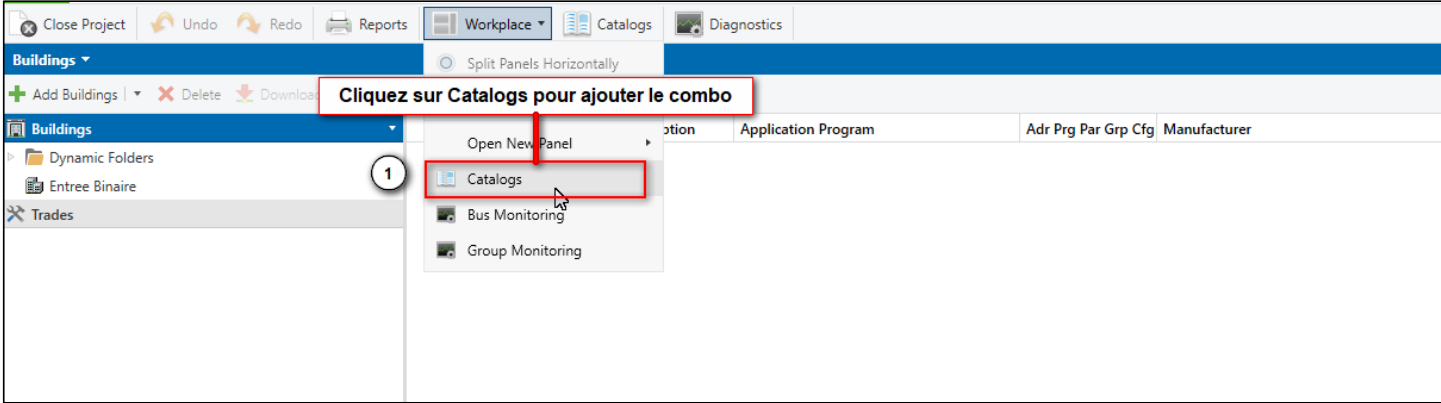 Close Project Undo Redo Reports Workplace Catalogs Diagnostics
Buildings
Split Panels Horizontally
Add Buildings Delete
Cliquez sur Catalogs pour ajouter le combo
Buildings
Application Program Adr Prg Par Grp Cfg Manufacturer
Open New Panel
Dynamic Folders
1
Catalogs
Entree Binaire
Trades
Bus Monitoring
Group Monitoring